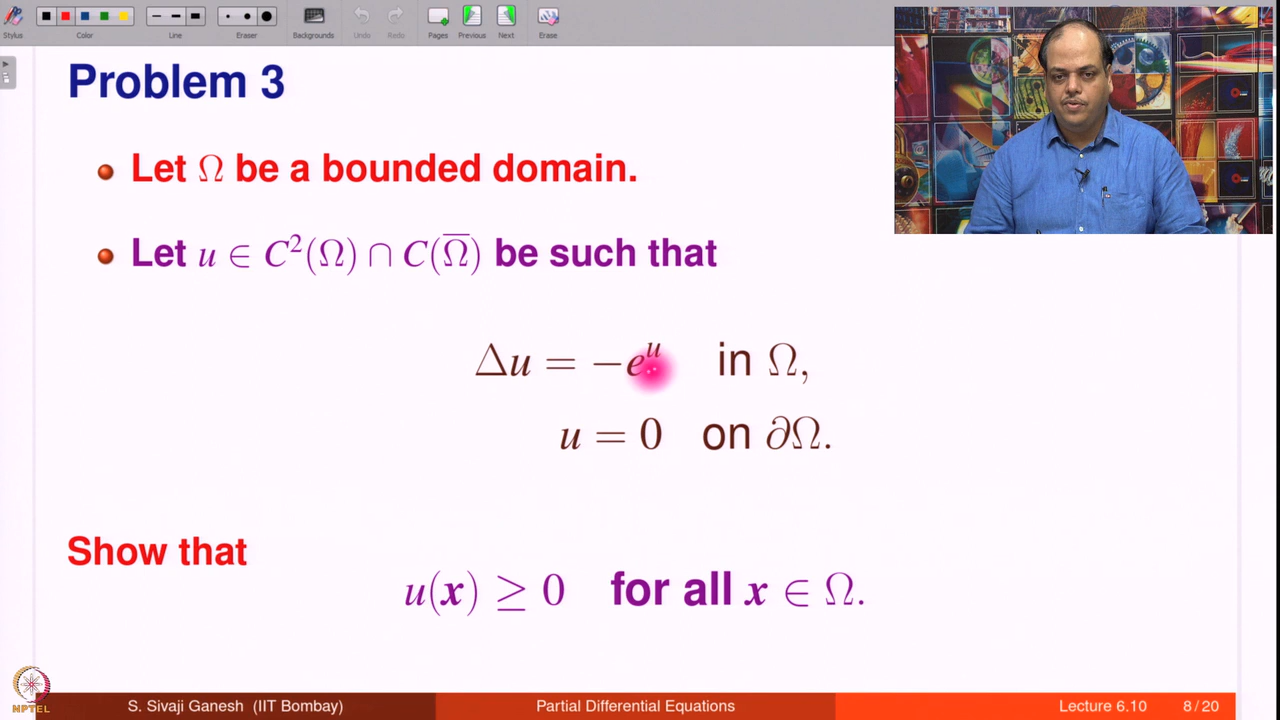 Stylus Color Line Eraser Backgrounds Undo Redo Pages Previous Next Erase
Problem 3
Let Ω be a bounded domain.
Let u ∈ C²(Ω) ∩ C(Ω̅) be such that
Δu = −eᵘ in Ω,
u = 0 on ∂Ω.
Show that
u(x) ≥ 0 for all x ∈ Ω.
NPTEL
S. Sivaji Ganesh (IIT Bombay) Partial Differential Equations Lecture 6.10 8 / 20